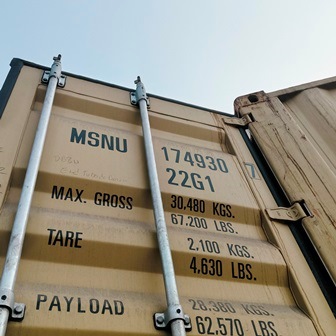 MSNU 174930 7
22G1
MAX. GROSS 30,480 KGS.
67,200 LBS.
TARE 2,100 KGS.
4,630 LBS.
PAYLOAD 28,380 KGS.
62,570 LBS.